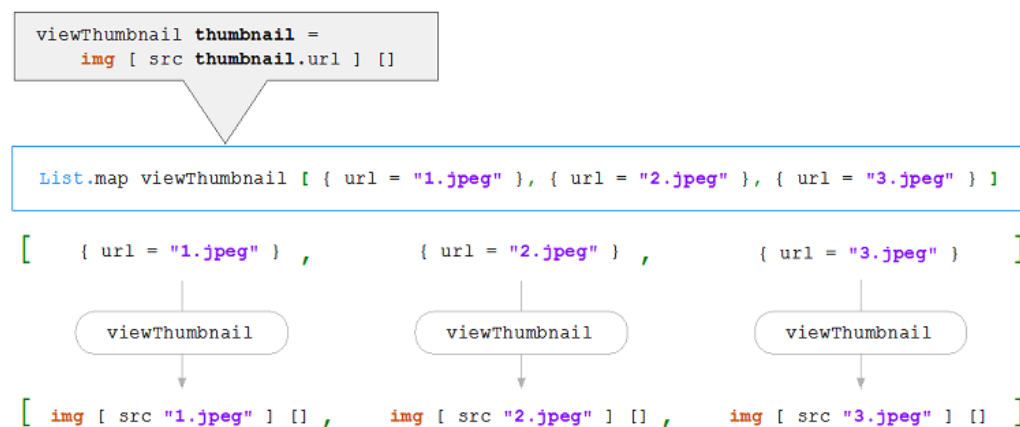 viewThumbnail thumbnail =
img [ src thumbnail.url ] []
List.map viewThumbnail [ { url = "1.jpeg" }, { url = "2.jpeg" }, { url = "3.jpeg" } ]
[ { url = "1.jpeg" } , { url = "2.jpeg" } , { url = "3.jpeg" } ]
viewThumbnail viewThumbnail viewThumbnail
[ img [ src "1.jpeg" ] [] , img [ src "2.jpeg" ] [] , img [ src "3.jpeg" ] [] ]